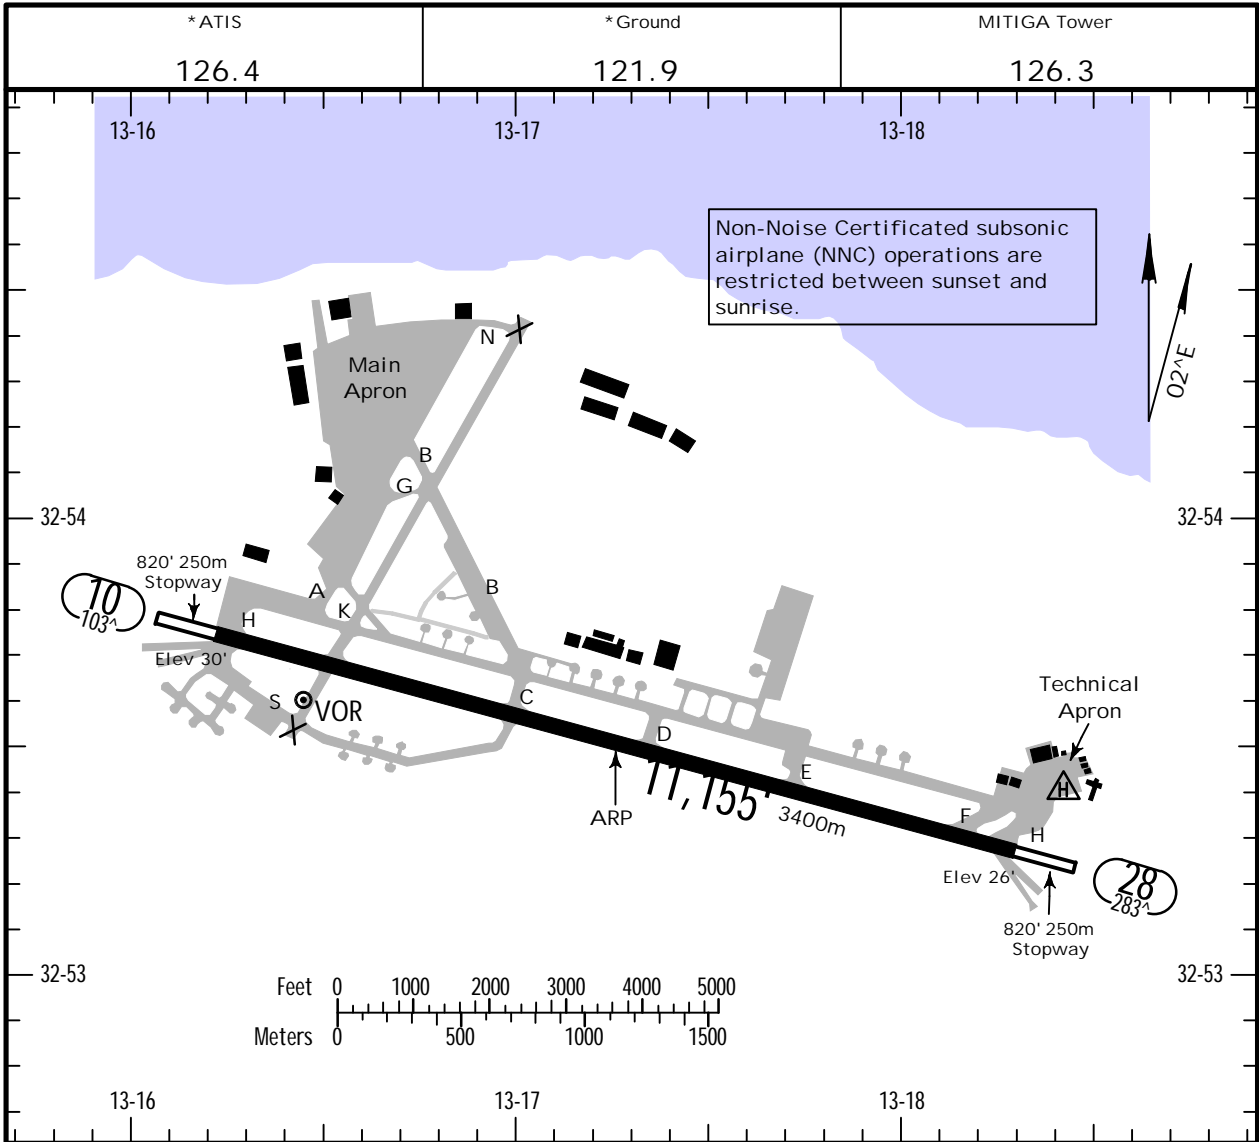 *ATIS
126.4
*Ground
121.9
MITIGA Tower
126.3
13-16
13-17
13-18
Non-Noise Certificated subsonic
airplane (NNC) operations are
restricted between sunset and
sunrise.
02^E
N
Main
Apron
B
G
32-54
32-54
820' 250m
Stopway
10
103^
A
K
B
H
Elev 30'
S
VOR
C
D
E
Technical
Apron
H
ARP
11,155'
3400m
F
H
Elev 26'
28
283^
820' 250m
Stopway
32-53
32-53
Feet 0 1000 2000 3000 4000 5000
Meters 0 500 1000 1500
13-16
13-17
13-18